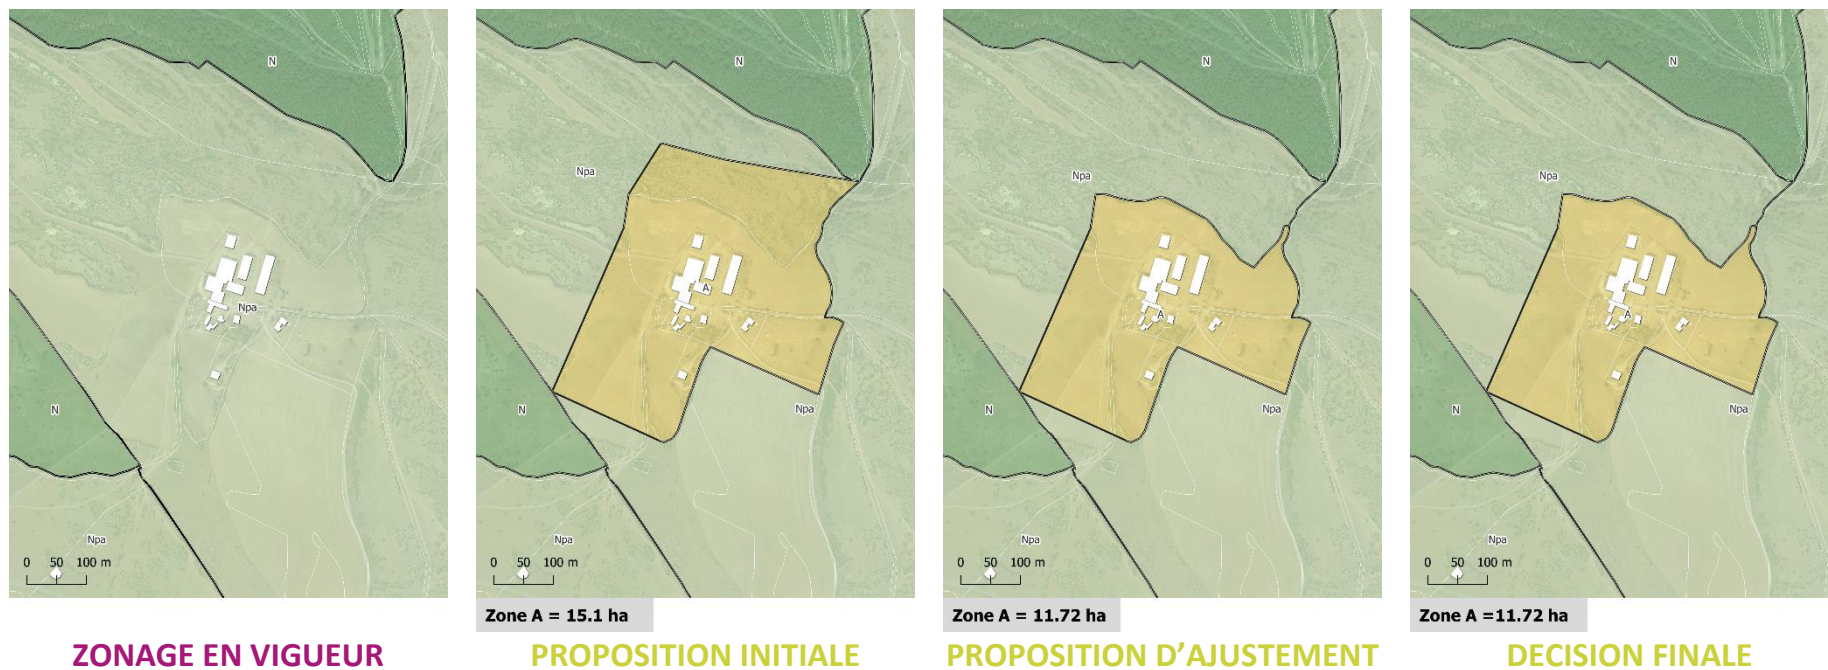 N
Npa
N
Npa
0 50 100 m
ZONAGE EN VIGUEUR
N
Npa
A
Npa
N
Npa
0 50 100 m
Zone A = 15.1 ha
PROPOSITION INITIALE
N
Npa
A
Npa
N
Npa
0 50 100 m
Zone A = 11.72 ha
PROPOSITION D'AJUSTEMENT
N
Npa
A
Npa
N
Npa
0 50 100 m
Zone A =11.72 ha
DECISION FINALE